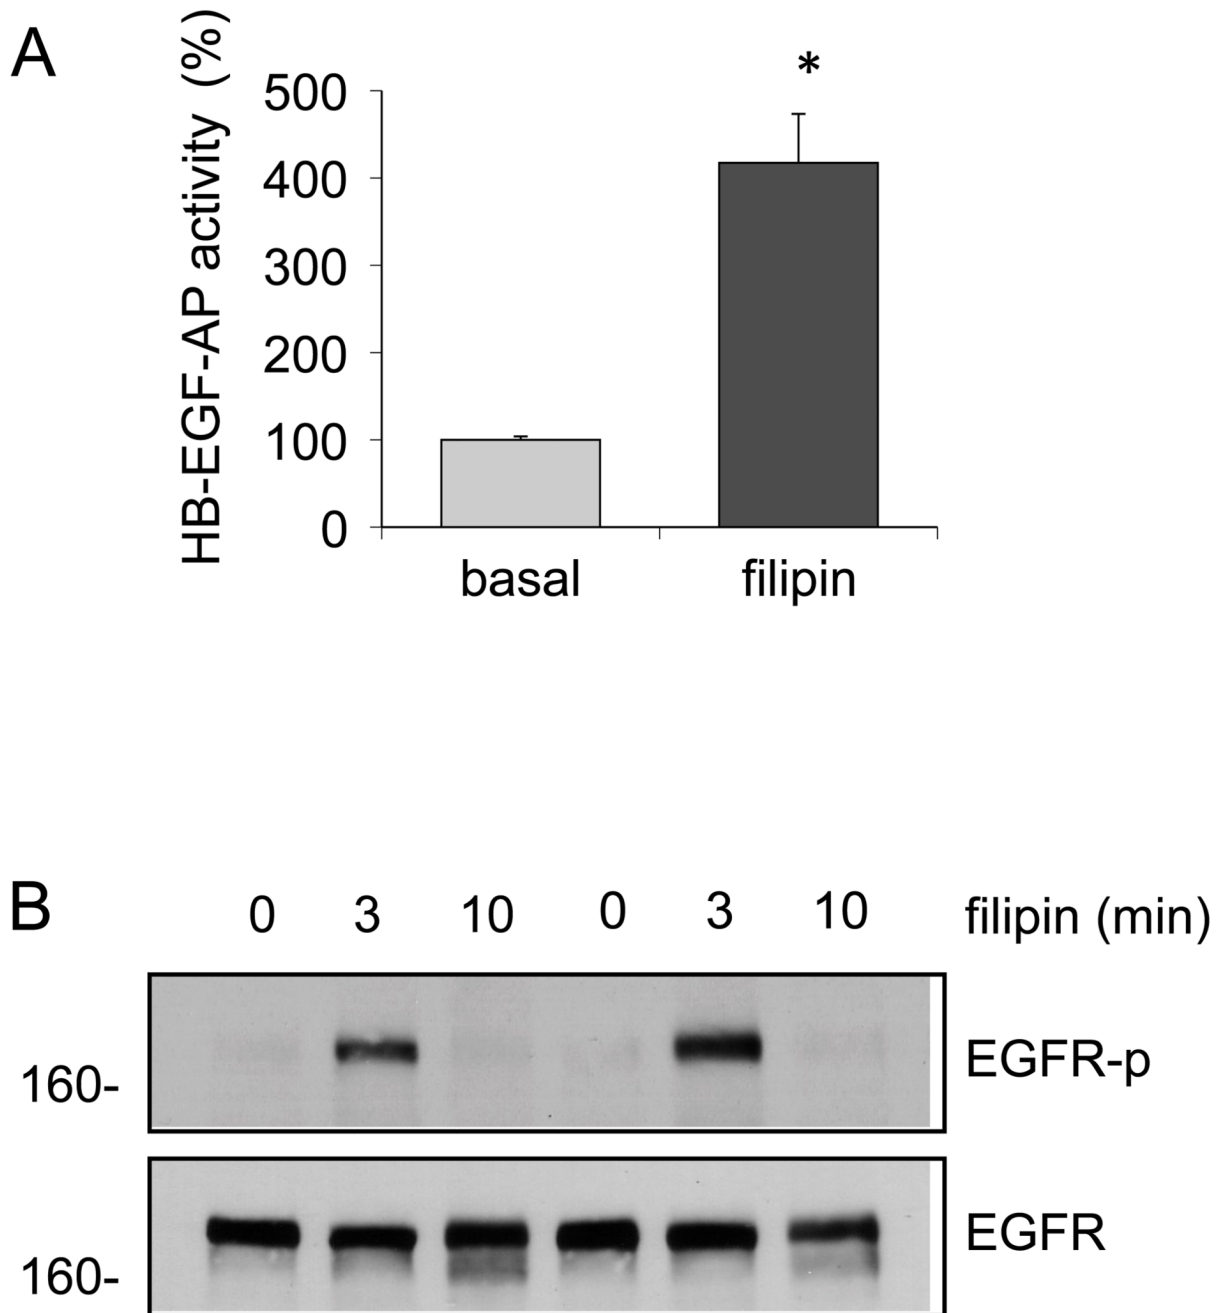 A
HB-EGF-AP activity (%)
*
500
400
300
200
100
0
basal filipin
B
0 3 10 0 3 10 filipin (min)
160- EGFR-p
160- EGFR